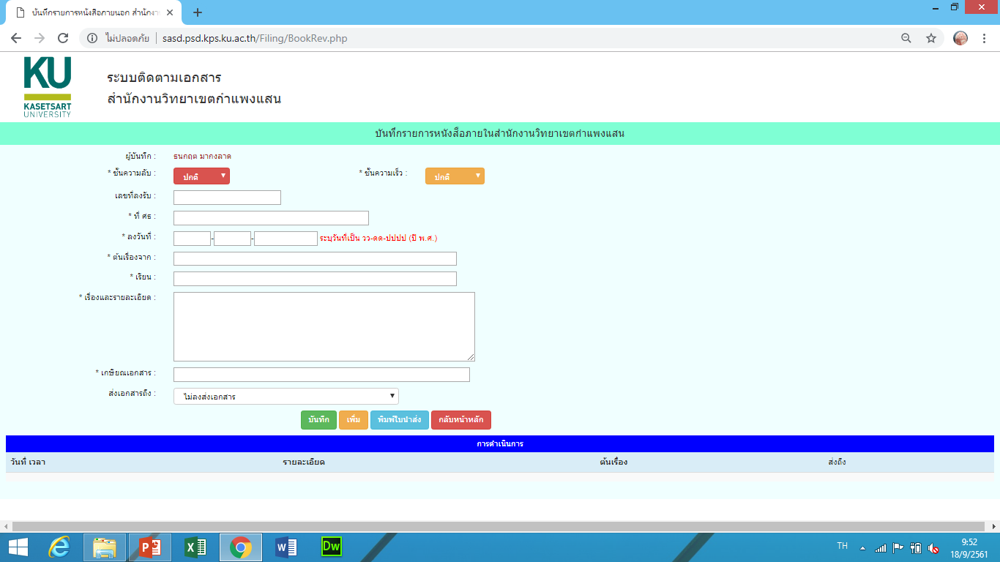 บันทึกรายการหนังสือภายนอก สำนักงา
ไม่ปลอดภัย | sasd.psd.kps.ku.ac.th/Filing/BookRev.php
KU
KASETSART
UNIVERSITY
ระบบติดตามเอกสาร
สำนักงานวิทยาเขตกำแพงแสน
บันทึกรายการหนังสือภายในสำนักงานวิทยาเขตกำแพงแสน
ผู้บันทึก : ธนกฤต มากงลาด
* ชั้นความลับ : ปกติ * ชั้นความเร็ว : ปกติ
เลขที่ลงรับ :
* ที่ ศธ :
* ลงวันที่ : - - ระบุวันที่เป็น วว-ดด-ปปปป (ปี พ.ศ.)
* ต้นเรื่องจาก :
* เรียน :
* เรื่องและรายละเอียด :
* เกษียณเอกสาร :
ส่งเอกสารถึง : ไม่ลงส่งเอกสาร
บันทึก เพิ่ม พิมพ์ใบนำส่ง กลับหน้าหลัก
การดำเนินการ
วันที่ เวลา รายละเอียด ต้นเรื่อง ส่งถึง
TH 9:52
18/9/2561